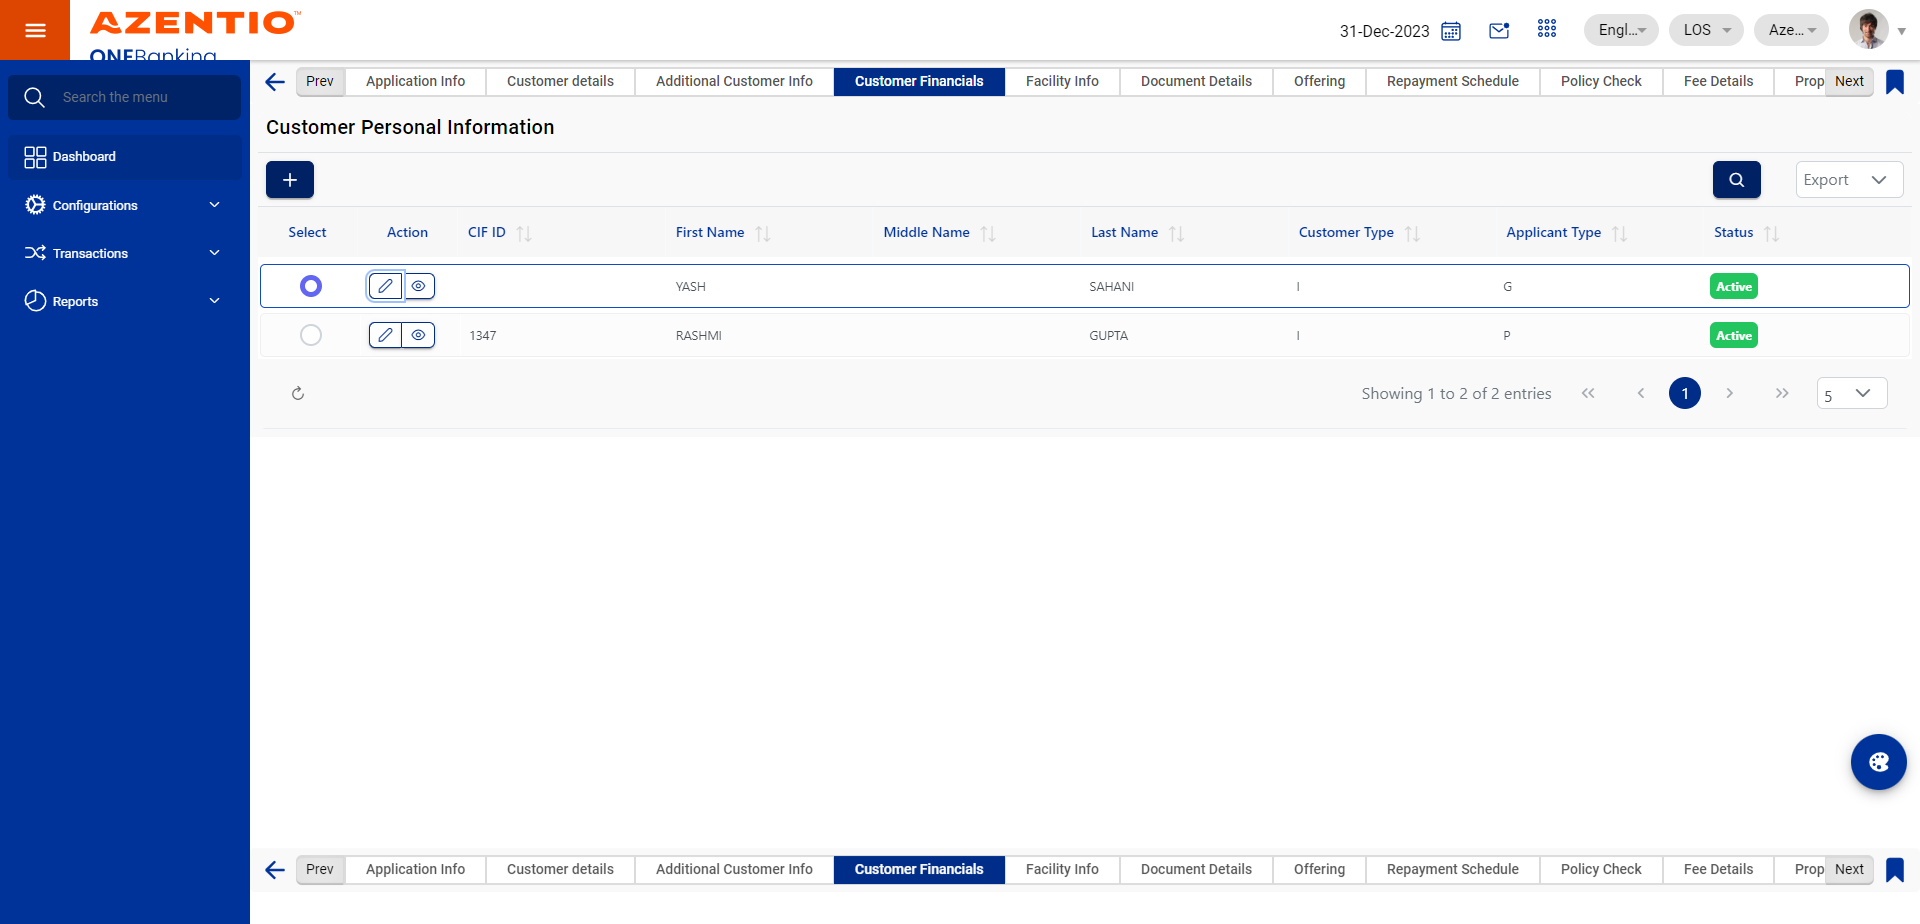 AZENTIO™
ONEBanking
31-Dec-2023
Engl...
LOS
Aze...
Search the menu
Dashboard
Configurations
Transactions
Reports
Prev Application Info Customer details Additional Customer Info Customer Financials Facility Info Document Details Offering Repayment Schedule Policy Check Fee Details Prop Next
Customer Personal Information
Export
Select Action CIF ID First Name Middle Name Last Name Customer Type Applicant Type Status
YASH SAHANI I G Active
1347 RASHMI GUPTA I P Active
Showing 1 to 2 of 2 entries 1 5
Prev Application Info Customer details Additional Customer Info Customer Financials Facility Info Document Details Offering Repayment Schedule Policy Check Fee Details Prop Next